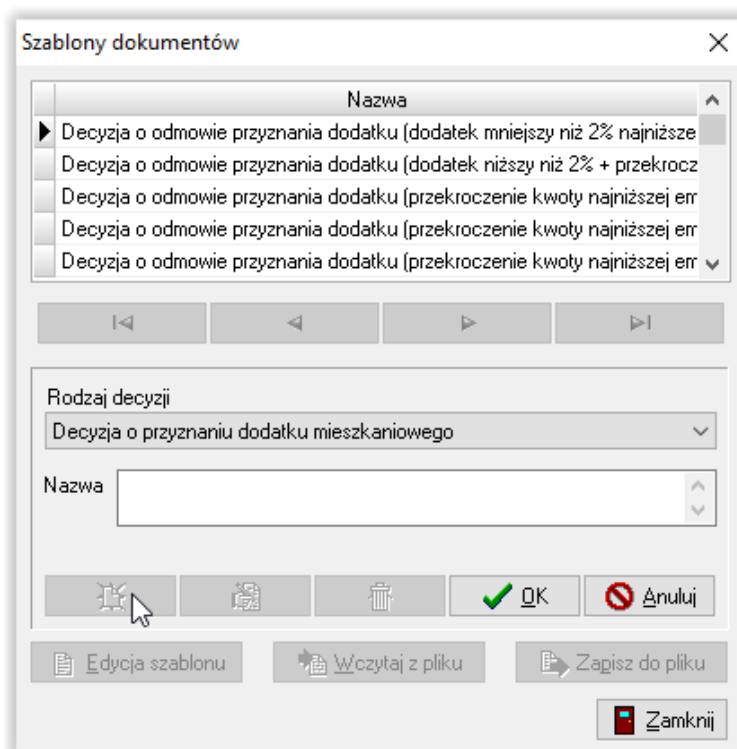 Szablony dokumentów
Nazwa
Decyzja o odmowie przyznania dodatku (dodatek mniejszy niż 2% najniższe
Decyzja o odmowie przyznania dodatku (dodatek niższy niż 2% + przekrocz
Decyzja o odmowie przyznania dodatku (przekroczenie kwoty najniższej em
Decyzja o odmowie przyznania dodatku (przekroczenie kwoty najniższej em
Decyzja o odmowie przyznania dodatku (przekroczenie kwoty najniższej em
Rodzaj decyzji
Decyzja o przyznaniu dodatku mieszkaniowego
Nazwa
OK Anuluj
Edycja szablonu Wczytaj z pliku Zapisz do pliku
Zamknij